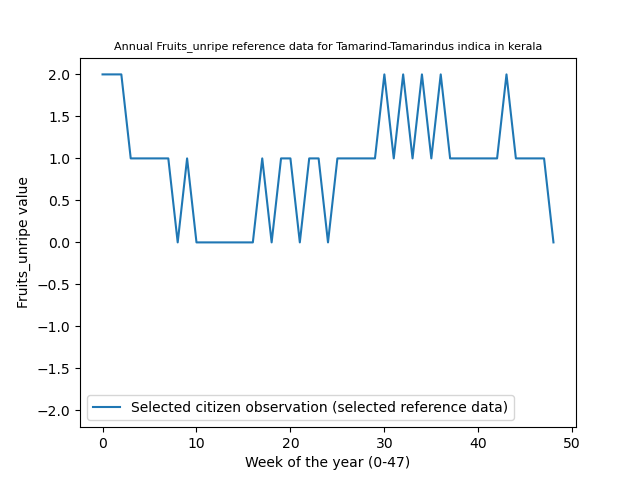 Annual Fruits_unripe reference data for Tamarind-Tamarindus indica in kerala
2.0
1.5
1.0
0.5
0.0
−0.5
−1.0
−1.5
−2.0
Fruits_unripe value
Selected citizen observation (selected reference data)
0 10 20 30 40 50
Week of the year (0-47)